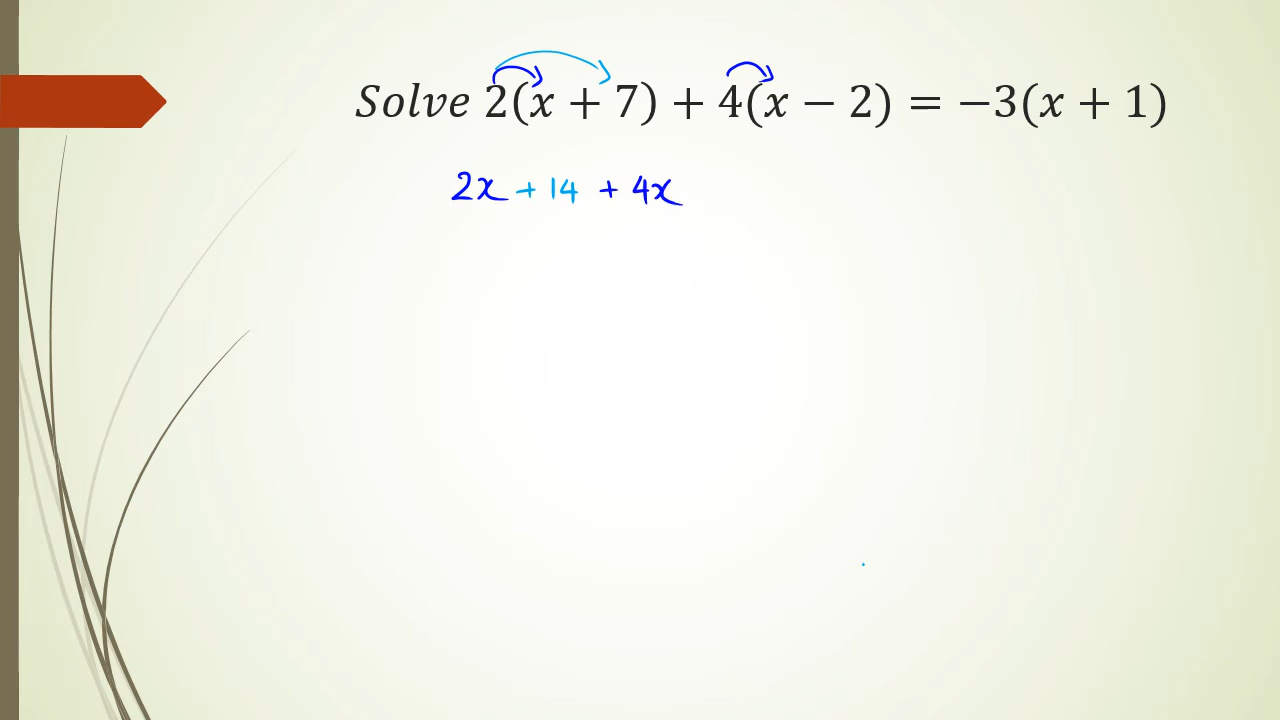 Solve 2(x + 7) + 4(x − 2) = −3(x + 1)
2x + 14 + 4x